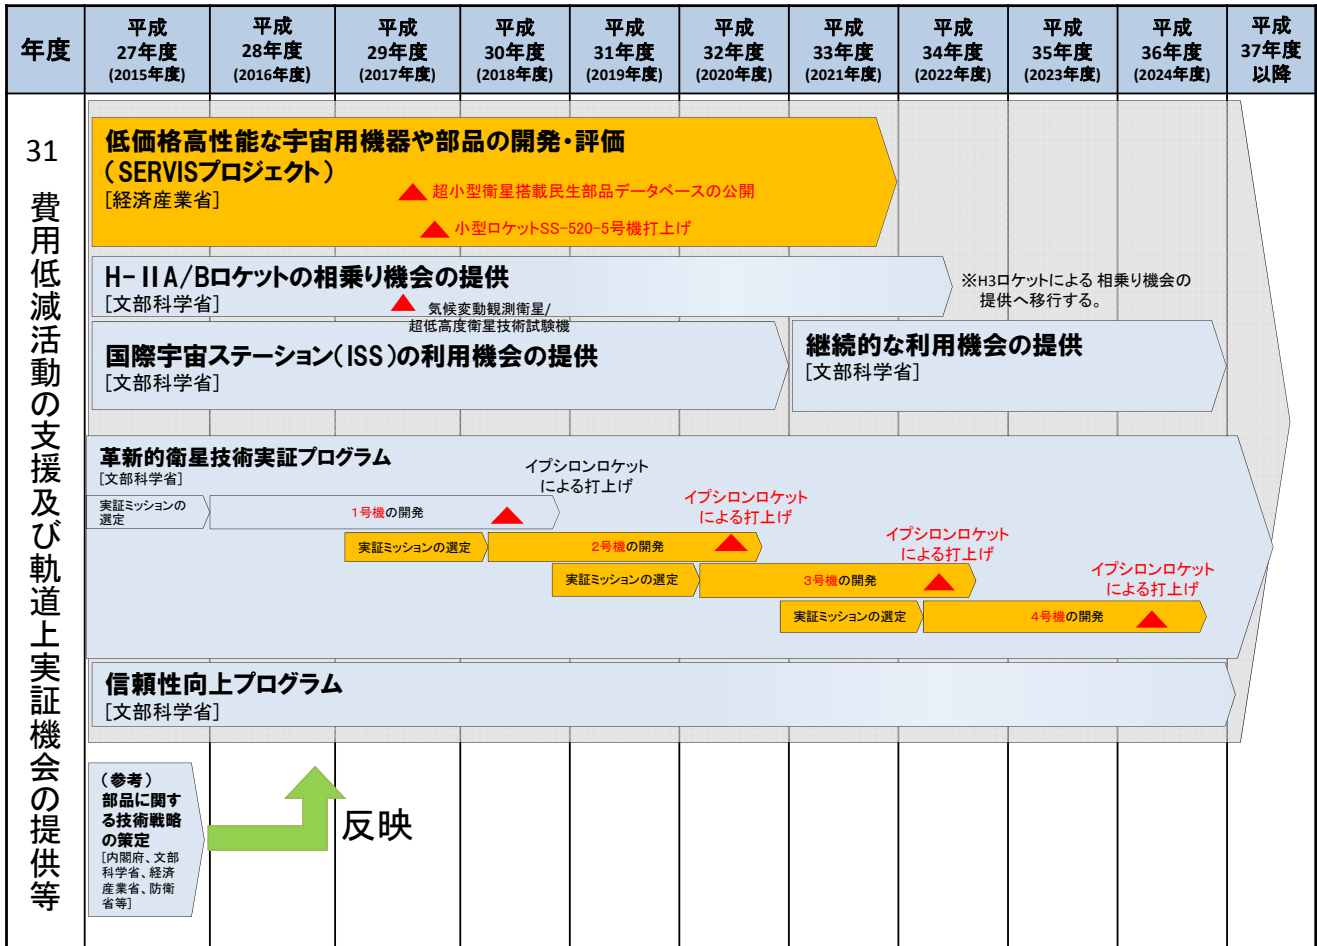 年度
平成
27年度
(2015年度)
平成
28年度
(2016年度)
平成
29年度
(2017年度)
平成
30年度
(2018年度)
平成
31年度
(2019年度)
平成
32年度
(2020年度)
平成
33年度
(2021年度)
平成
34年度
(2022年度)
平成
35年度
(2023年度)
平成
36年度
(2024年度)
平成
37年度
以降
31 費用低減活動の支援及び軌道上実証機会の提供等
低価格高性能な宇宙用機器や部品の開発・評価
(SERVISプロジェクト)
[経済産業省]
超小型衛星搭載民生部品データベースの公開
小型ロケットSS-520-5号機打上げ
H-IIA/Bロケットの相乗り機会の提供
[文部科学省]
気候変動観測衛星/
超低高度衛星技術試験機
※H3ロケットによる 相乗り機会の
提供へ移行する。
国際宇宙ステーション(ISS)の利用機会の提供
[文部科学省]
継続的な利用機会の提供
[文部科学省]
革新的衛星技術実証プログラム
[文部科学省]
実証ミッションの
選定
1号機の開発
イプシロンロケット
による打上げ
実証ミッションの選定
2号機の開発
イプシロンロケット
による打上げ
実証ミッションの選定
3号機の開発
イプシロンロケット
による打上げ
実証ミッションの選定
4号機の開発
イプシロンロケット
による打上げ
信頼性向上プログラム
[文部科学省]
(参考)
部品に関す
る技術戦略
の策定
[内閣府、文部
科学省、経済
産業省、防衛
省等]
反映